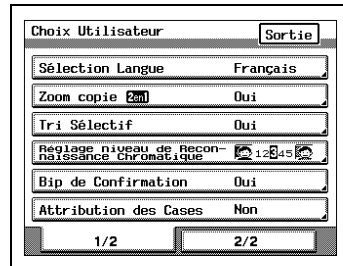 Choix Utilisateur
Sortie
Sélection Langue Français
Zoom copie 2en1 Oui
Tri Sélectif Oui
Réglage niveau de Recon-
naissance Chromatique 12345
Bip de Confirmation Oui
Attribution des Cases Non
1/2 2/2